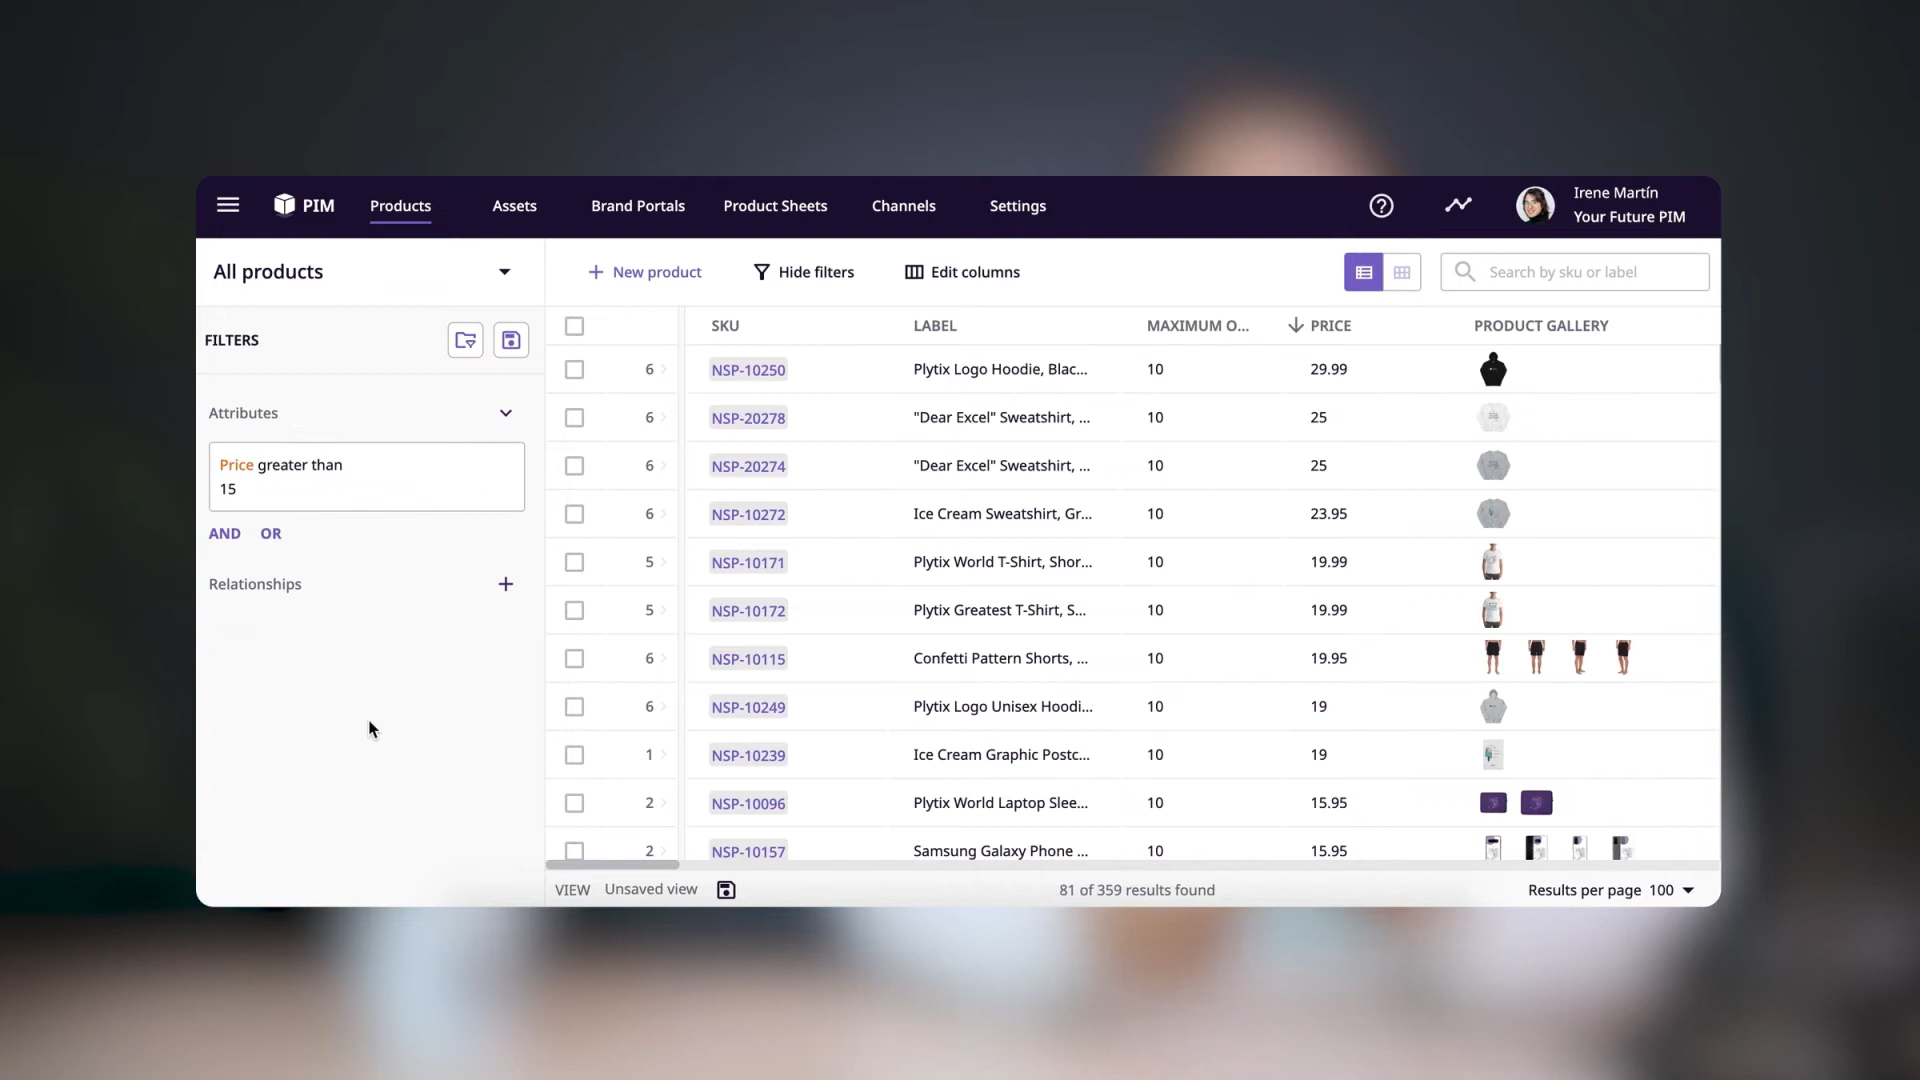 PIM
Products
Assets
Brand Portals
Product Sheets
Channels
Settings
Irene Martín
Your Future PIM
All products
New product
Hide filters
Edit columns
Search by sku or label
FILTERS
Attributes
Price greater than
15
AND OR
Relationships
SKU LABEL MAXIMUM O... PRICE PRODUCT GALLERY
6 NSP-10250 Plytix Logo Hoodie, Blac... 10 29.99
6 NSP-20278 "Dear Excel" Sweatshirt, ... 10 25
6 NSP-20274 "Dear Excel" Sweatshirt, ... 10 25
6 NSP-10272 Ice Cream Sweatshirt, Gr... 10 23.95
5 NSP-10171 Plytix World T-Shirt, Shor... 10 19.99
5 NSP-10172 Plytix Greatest T-Shirt, S... 10 19.99
6 NSP-10115 Confetti Pattern Shorts, ... 10 19.95
6 NSP-10249 Plytix Logo Unisex Hoodi... 10 19
1 NSP-10239 Ice Cream Graphic Postc... 10 19
2 NSP-10096 Plytix World Laptop Slee... 10 15.95
2 NSP-10157 Samsung Galaxy Phone ... 10 15.95
VIEW Unsaved view
81 of 359 results found
Results per page 100